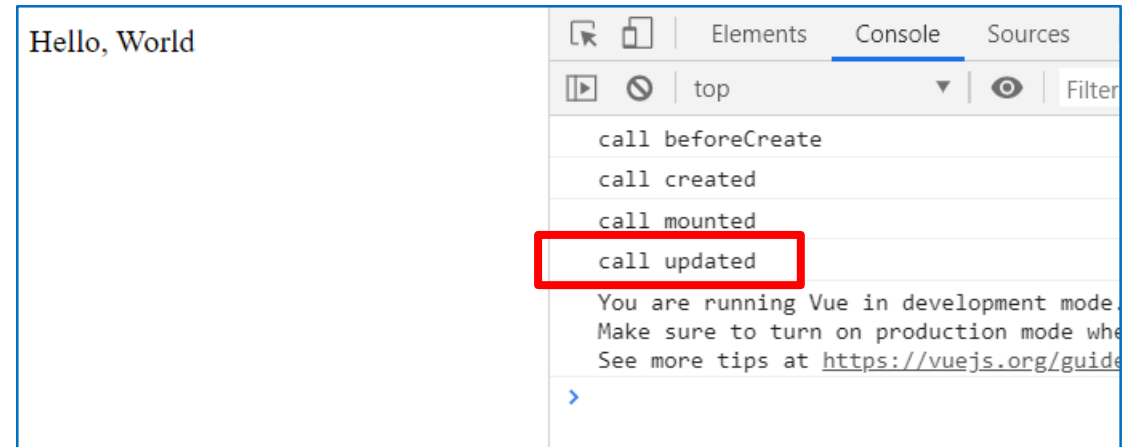 Hello, World
Elements Console Sources
top Filter
call beforeCreate
call created
call mounted
call updated
You are running Vue in development mode.
Make sure to turn on production mode whe
See more tips at https://vuejs.org/guide